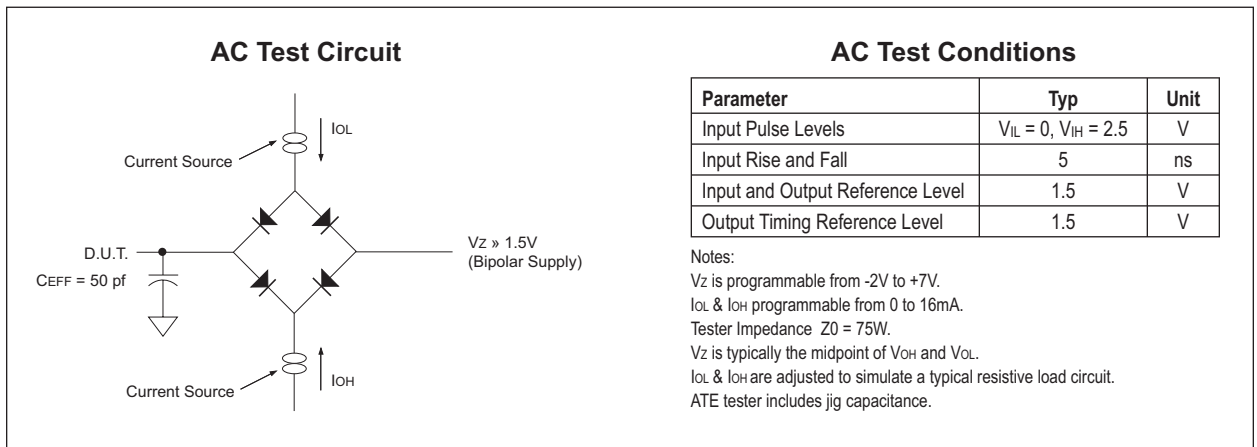 AC Test Circuit
IOL
Current Source
D.U.T.
CEFF = 50 pf
VZ » 1.5V
(Bipolar Supply)
IOH
Current Source
AC Test Conditions
Parameter Typ Unit
Input Pulse Levels VIL = 0, VIH = 2.5 V
Input Rise and Fall 5 ns
Input and Output Reference Level 1.5 V
Output Timing Reference Level 1.5 V
Notes:
VZ is programmable from -2V to +7V.
IOL & IOH programmable from 0 to 16mA.
Tester Impedance Z0 = 75W.
VZ is typically the midpoint of VOH and VOL.
IOL & IOH are adjusted to simulate a typical resistive load circuit.
ATE tester includes jig capacitance.